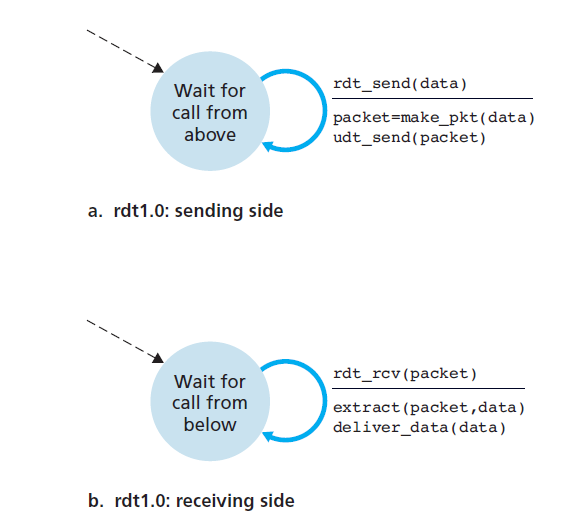 Wait for
call from
above
rdt_send(data)
packet=make_pkt(data)
udt_send(packet)
a. rdt1.0: sending side
Wait for
call from
below
rdt_rcv(packet)
extract(packet,data)
deliver_data(data)
b. rdt1.0: receiving side